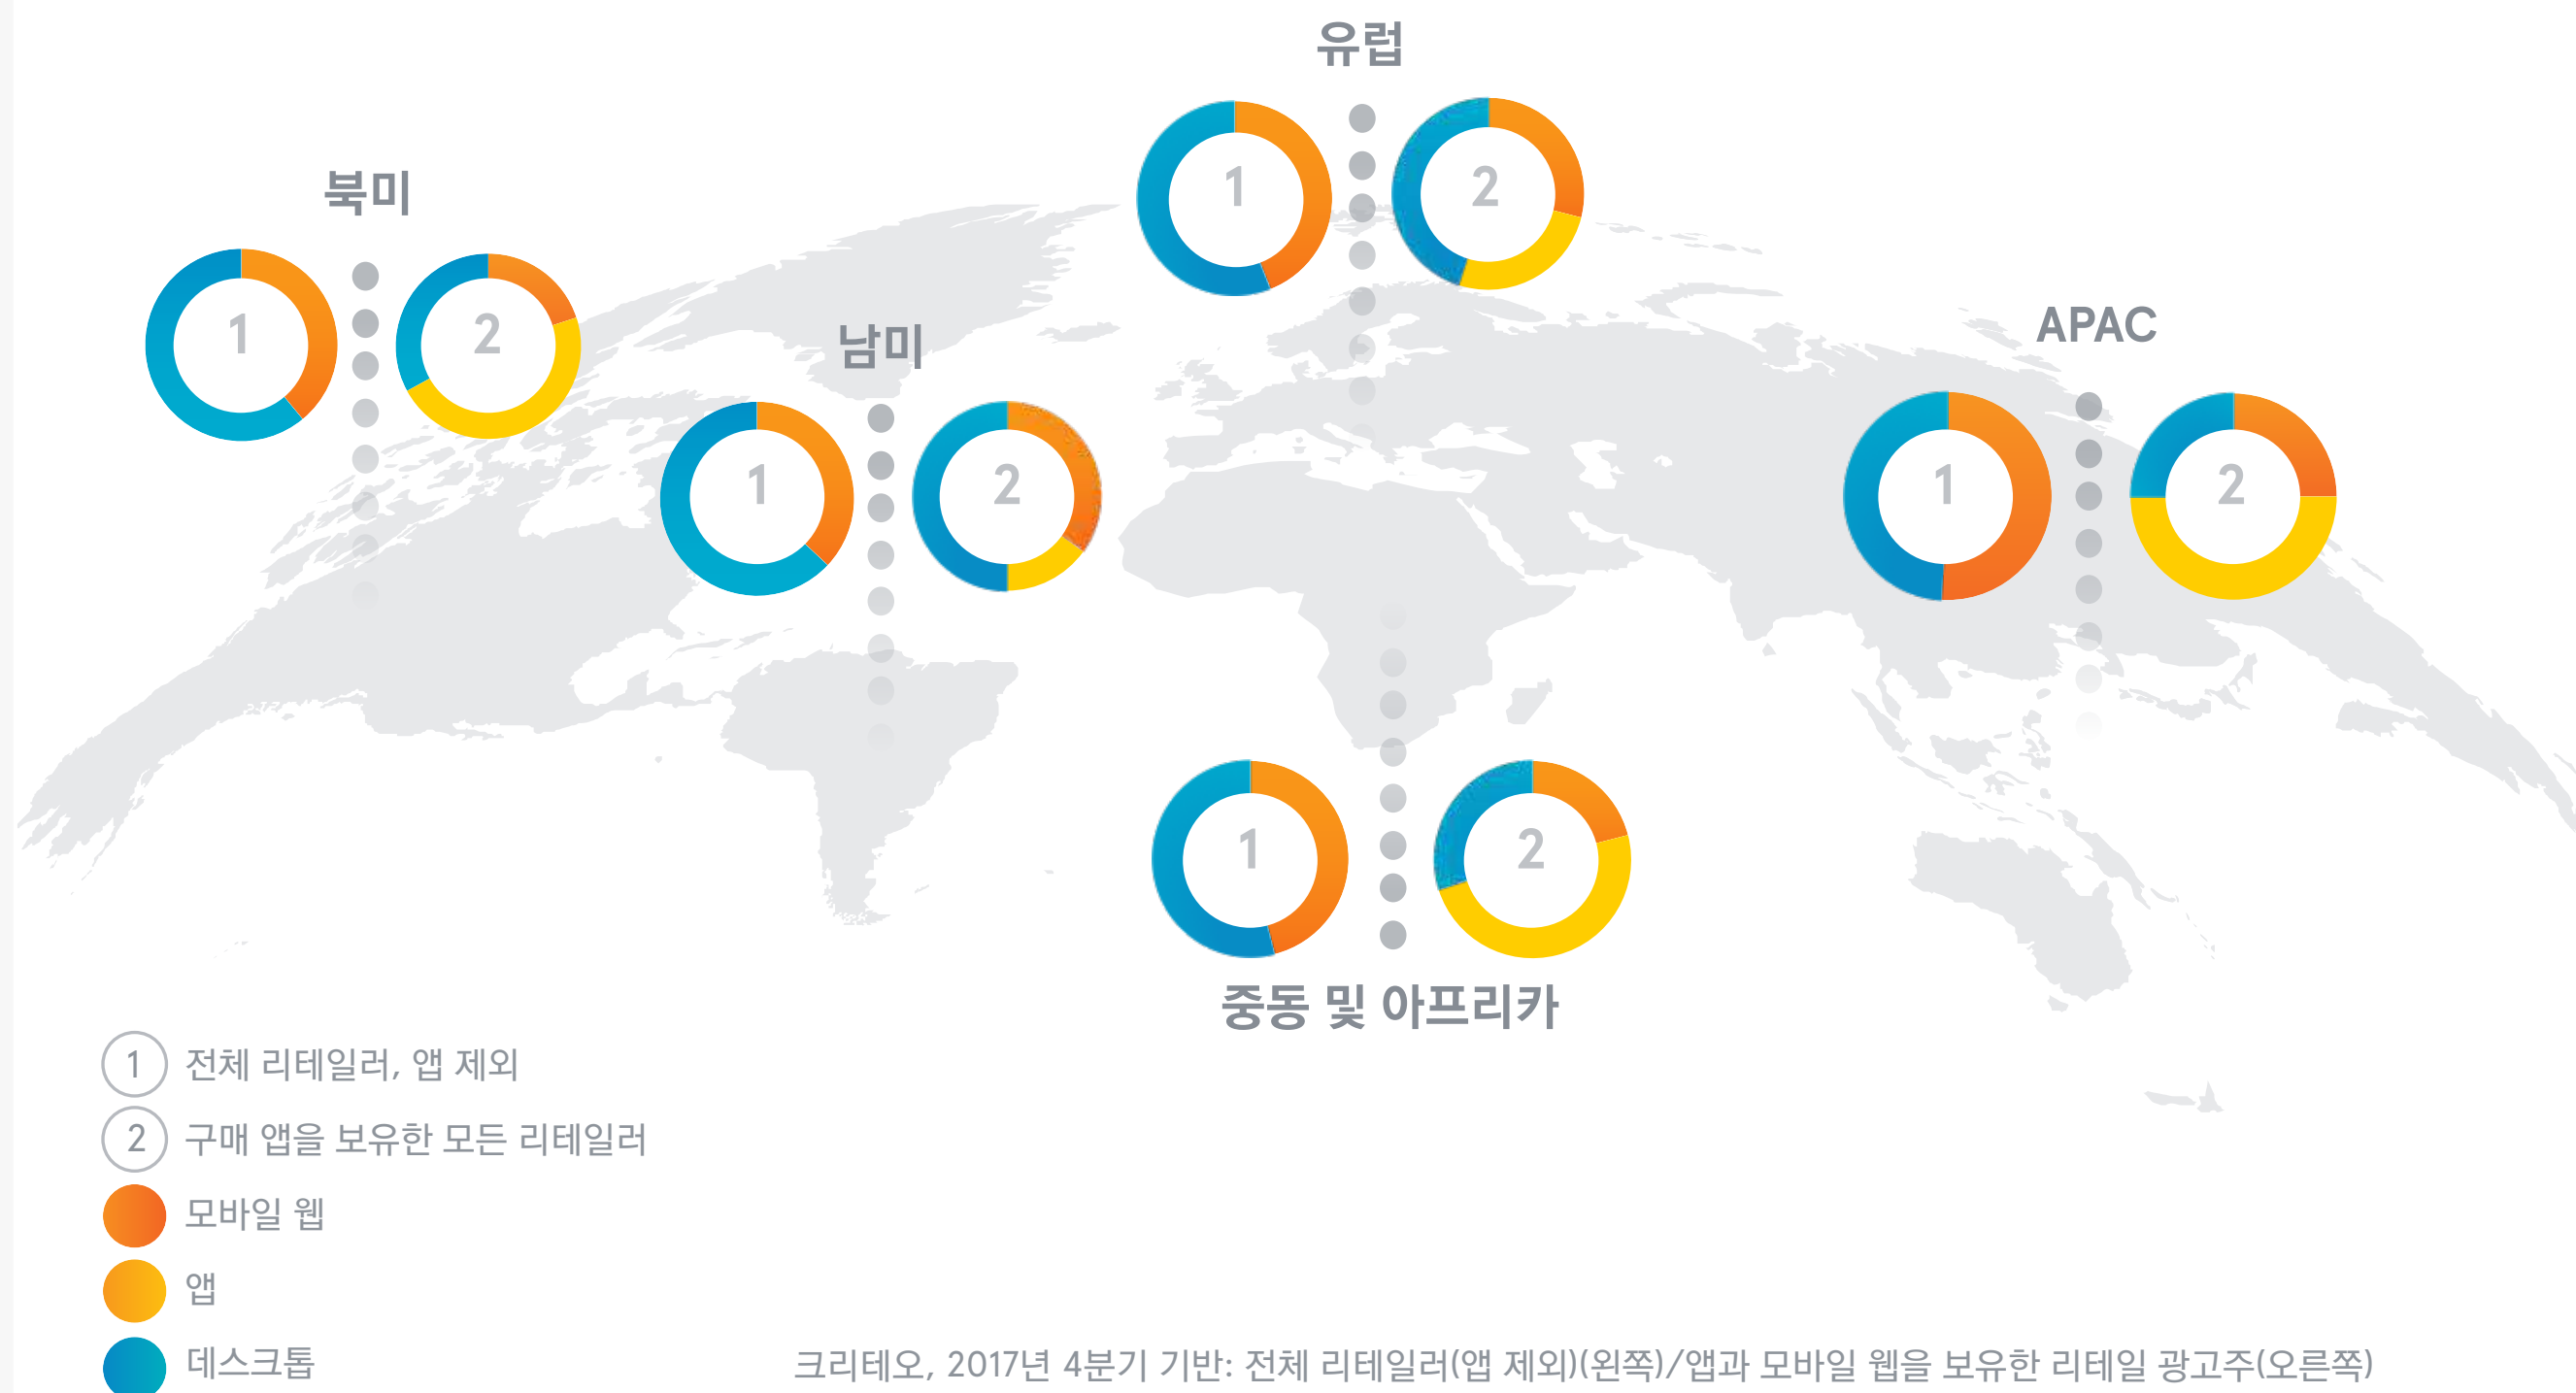 유럽
1
2
북미
1
2
남미
1
2
APAC
1
2
1
2
중동 및 아프리카
1 전체 리테일러, 앱 제외
2 구매 앱을 보유한 모든 리테일러
모바일 웹
앱
데스크톱
크리테오, 2017년 4분기 기반: 전체 리테일러(앱 제외)(왼쪽)/앱과 모바일 웹을 보유한 리테일 광고주(오른쪽)